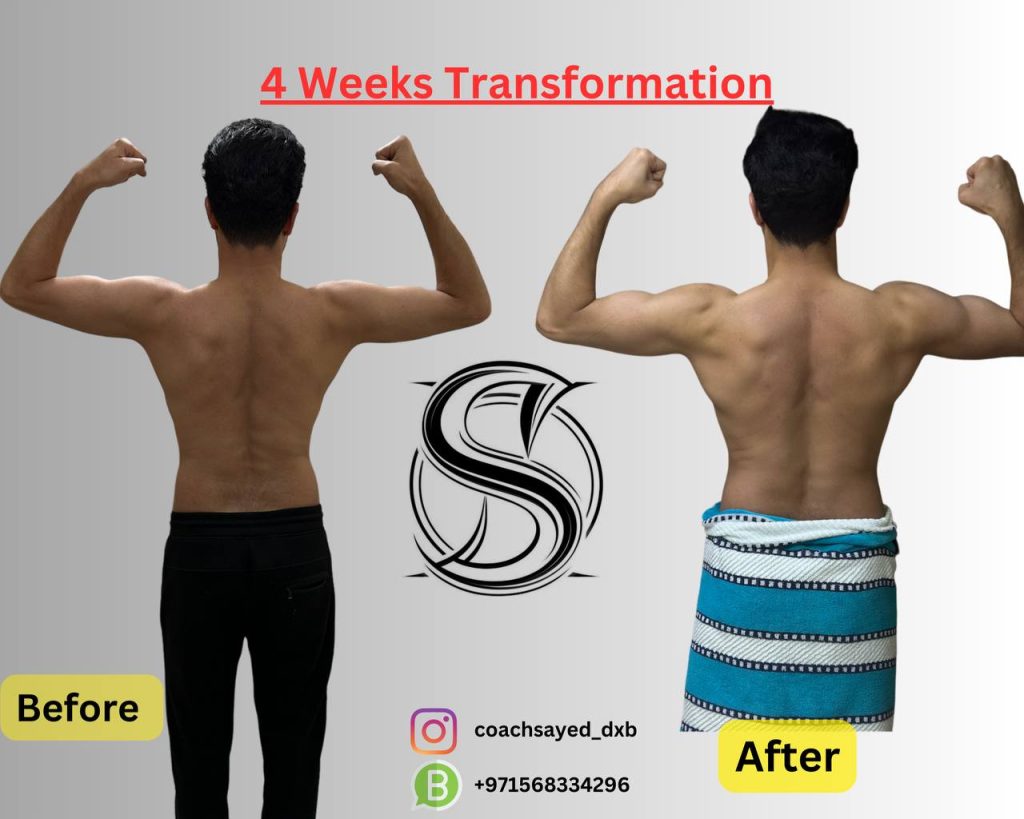 4 Weeks Transformation
Before
After
coachsayed_dxb
+971568334296